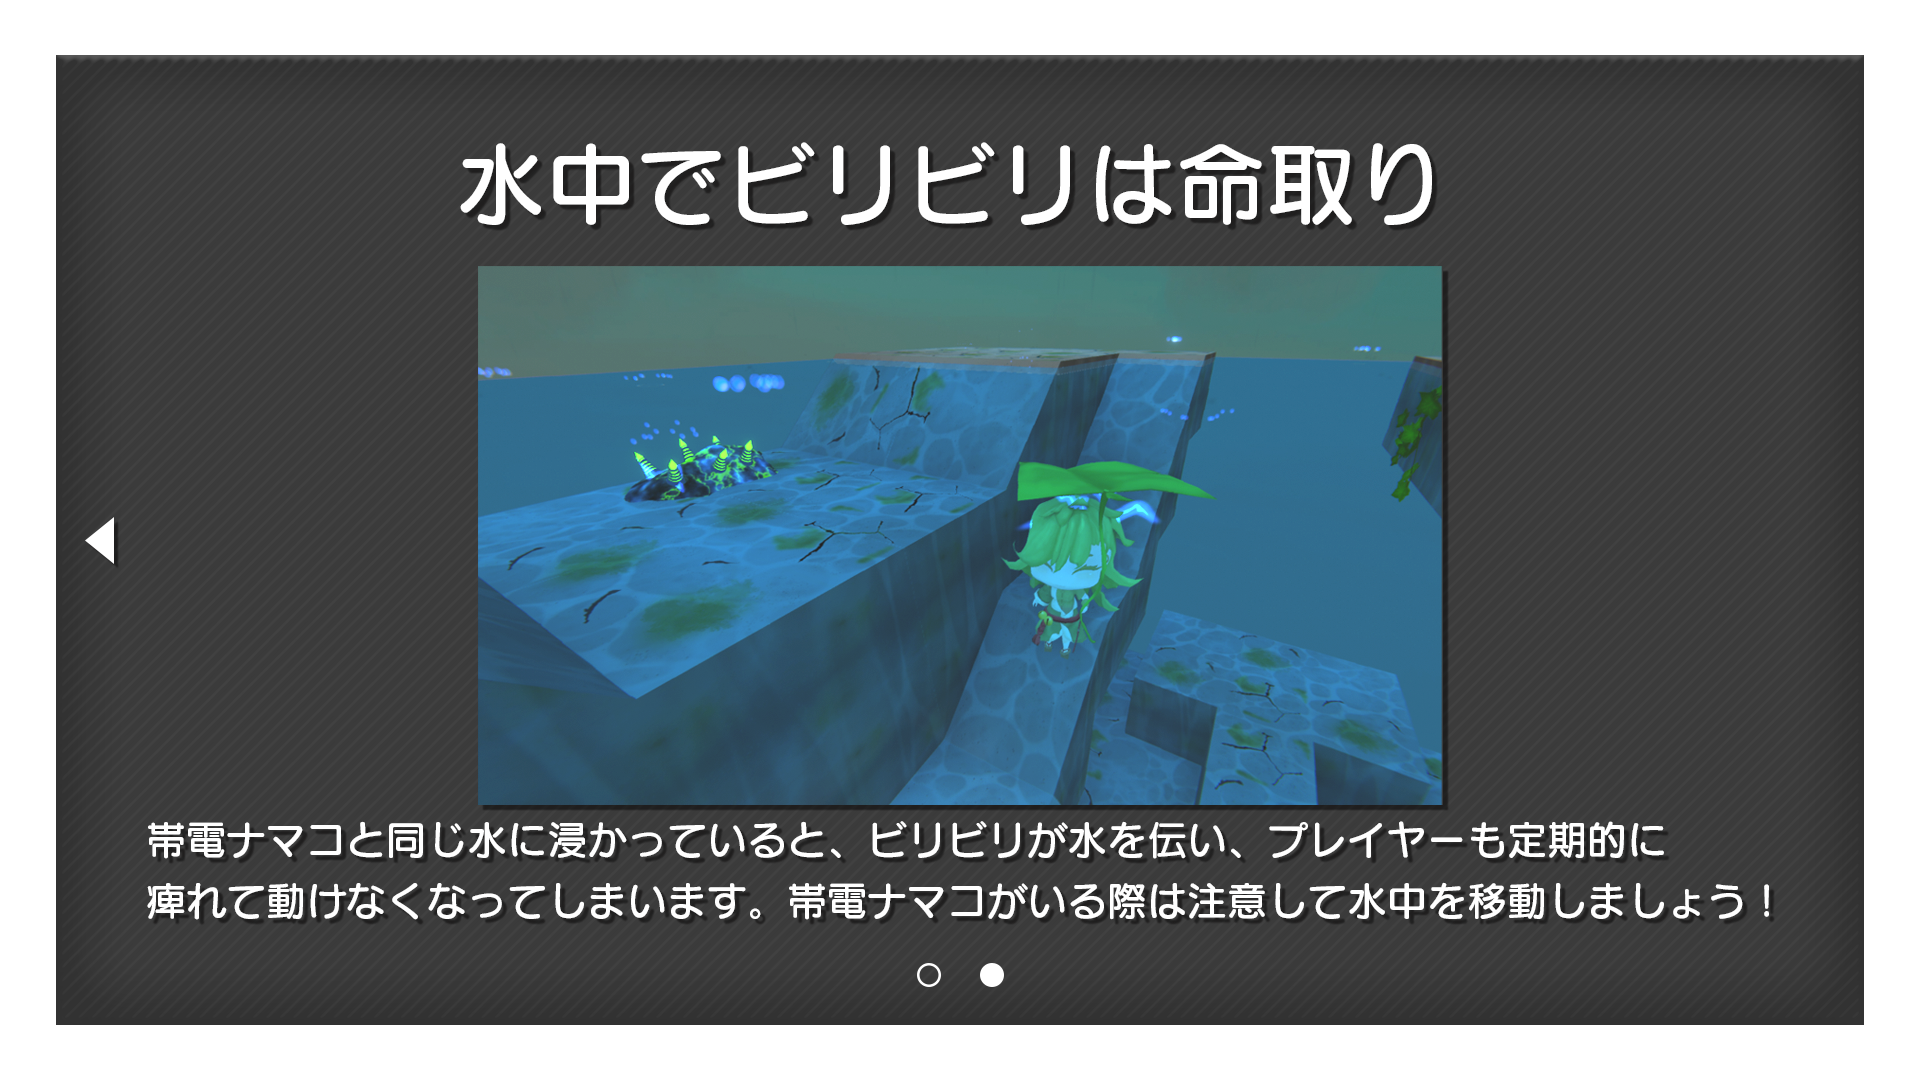 水中でビリビリは命取り
帯電ナマコと同じ水に浸かっていると、ビリビリが水を伝い、プレイヤーも定期的に
痺れて動けなくなってしまいます。帯電ナマコがいる際は注意して水中を移動しましょう！